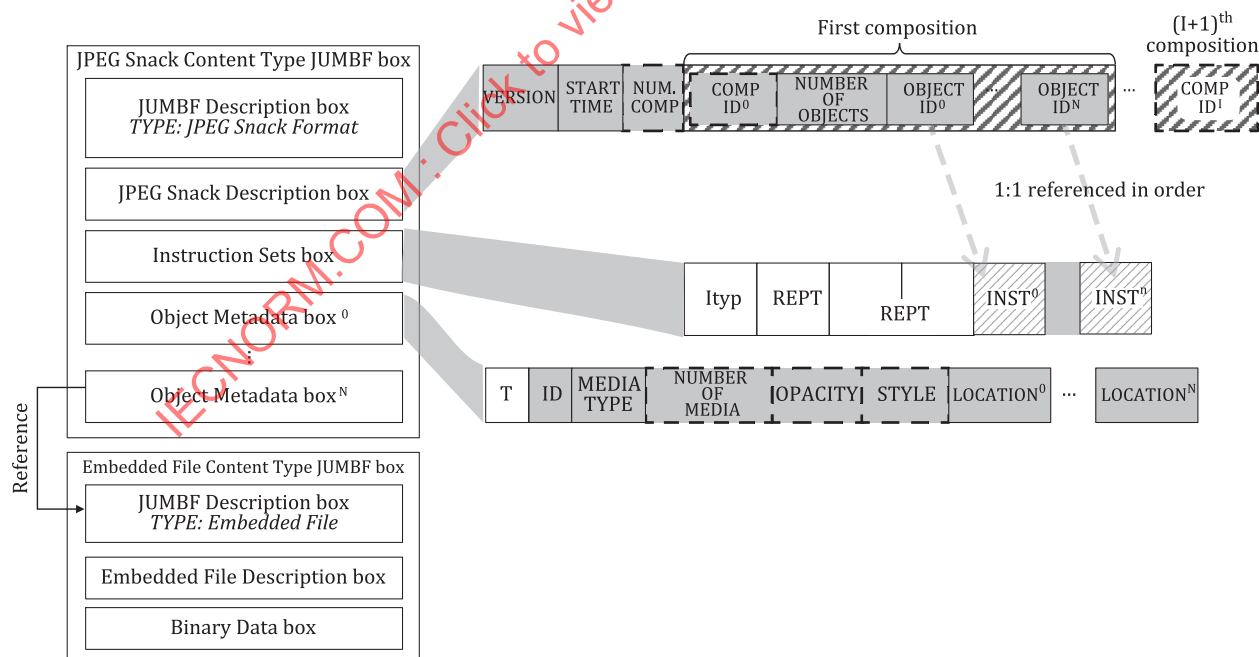 JPEG Snack Content Type JUMBF box
JUMBF Description box
TYPE: JPEG Snack Format
JPEG Snack Description box
Instruction Sets box
Object Metadata box 0
⋮
Object Metadata box N
Reference
Embedded File Content Type JUMBF box
JUMBF Description box
TYPE: Embedded File
Embedded File Description box
Binary Data box
First composition
(I+1)th
composition
VERSION
START
TIME
NUM.
COMP
COMP
ID0
NUMBER
OF
OBJECTS
OBJECT
ID0
...
OBJECT
IDN
...
COMP
IDI
1:1 referenced in order
Ityp
REPT
REPT
INST0
INSTn
T
ID
MEDIA
TYPE
NUMBER
OF
MEDIA
OPACITY
STYLE
LOCATION0
...
LOCATIONN
IECNORM.COM : Click to view